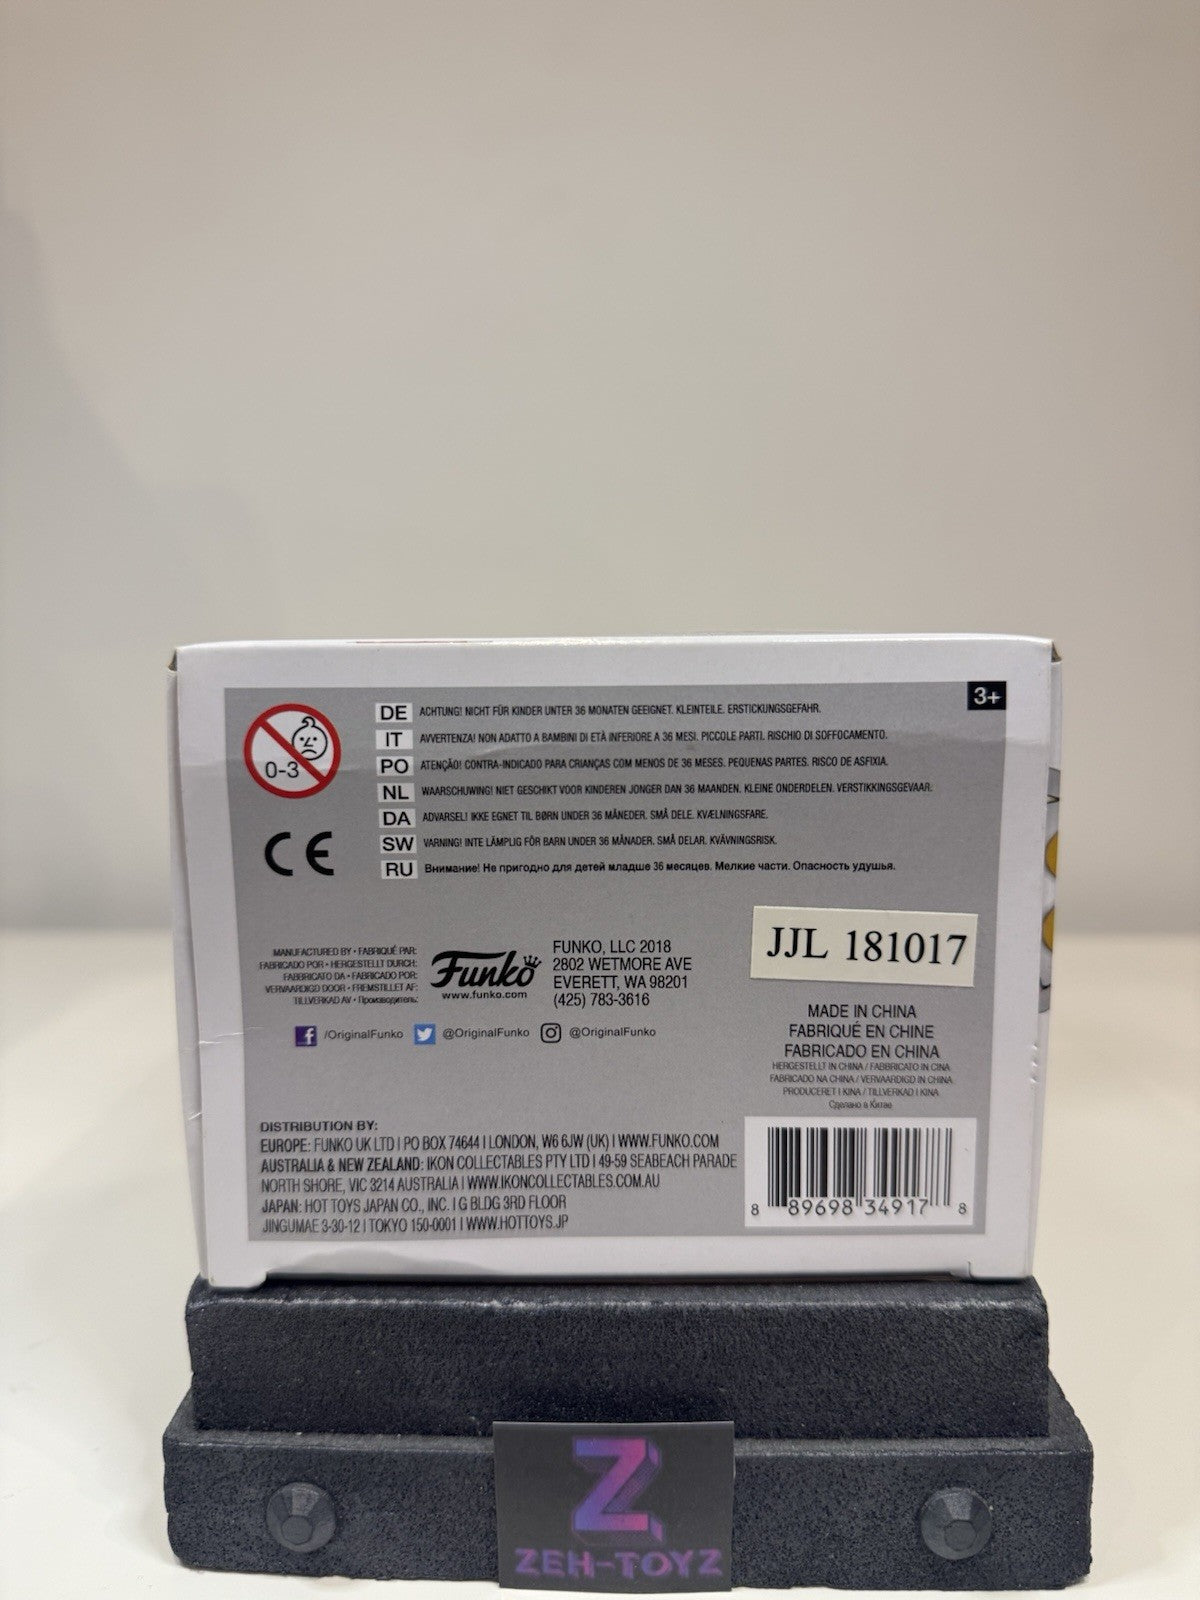 3+
0-3
DE ACHTUNG! NICHT FÜR KINDER UNTER 36 MONATEN GEEIGNET. KLEINTEILE. ERSTICKUNGSGEFAHR.
IT AVVERTENZA! NON ADATTO A BAMBINI DI ETÀ INFERIORE A 36 MESI. PICCOLE PARTI. RISCHIO DI SOFFOCAMENTO.
PO ATENÇÃO! CONTRA-INDICADO PARA CRIANÇAS COM MENOS DE 36 MESES. PEQUENAS PARTES. RISCO DE ASFIXIA.
NL WAARSCHUWING! NIET GESCHIKT VOOR KINDEREN JONGER DAN 36 MAANDEN. KLEINE ONDERDELEN. VERSTIKKINGSGEVAAR.
DA ADVARSEL! IKKE EGNET TIL BØRN UNDER 36 MÅNEDER. SMÅ DELE. KVÆLNINGSFARE.
SW VARNING! INTE LÄMPLIG FÖR BARN UNDER 36 MÅNADER. SMÅ DELAR. KVÄVNINGSRISK.
RU Внимание! Не пригодно для детей младше 36 месяцев. Мелкие части. Опасность удушья.
CE
MANUFACTURED BY • FABRIQUÉ PAR:
FABRICADO POR • HERGESTELLT DURCH:
FABBRICATO DA • FABRICADO POR:
VERVAARDIGD DOOR • FREMSTILLET AF:
TILLVERKAD AV • Производитель:
Funko
www.funko.com
FUNKO, LLC 2018
2802 WETMORE AVE
EVERETT, WA 98201
(425) 783-3616
/OriginalFunko @OriginalFunko @OriginalFunko
JJL 181017
MADE IN CHINA
FABRIQUÉ EN CHINE
FABRICADO EN CHINA
HERGESTELLT IN CHINA / FABBRICATO IN CINA
FABRICADO NA CHINA / VERVAARDIGD IN CHINA
PRODUCERET I KINA / TILLVERKAD I KINA
Сделано в Китае
DISTRIBUTION BY:
EUROPE: FUNKO UK LTD | PO BOX 74644 | LONDON, W6 6JW (UK) | WWW.FUNKO.COM
AUSTRALIA & NEW ZEALAND: IKON COLLECTABLES PTY LTD | 49-59 SEABEACH PARADE
NORTH SHORE, VIC 3214 AUSTRALIA | WWW.IKONCOLLECTABLES.COM.AU
JAPAN: HOT TOYS JAPAN CO., INC. | G BLDG 3RD FLOOR
JINGUMAE 3-30-12 | TOKYO 150-0001 | WWW.HOTTOYS.JP
8 89698 34917 8
Z
ZEH-TOYZ